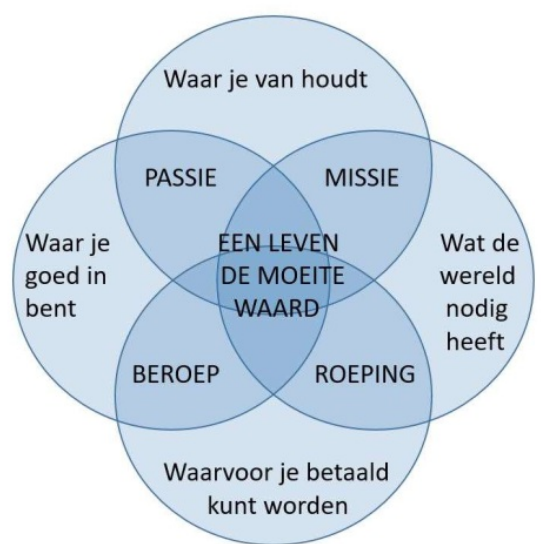 Waar je van houdt
PASSIE
MISSIE
Waar je
goed in
bent
EEN LEVEN
DE MOEITE
WAARD
Wat de
wereld
nodig
heeft
BEROEP
ROEPING
Waarvoor je betaald
kunt worden